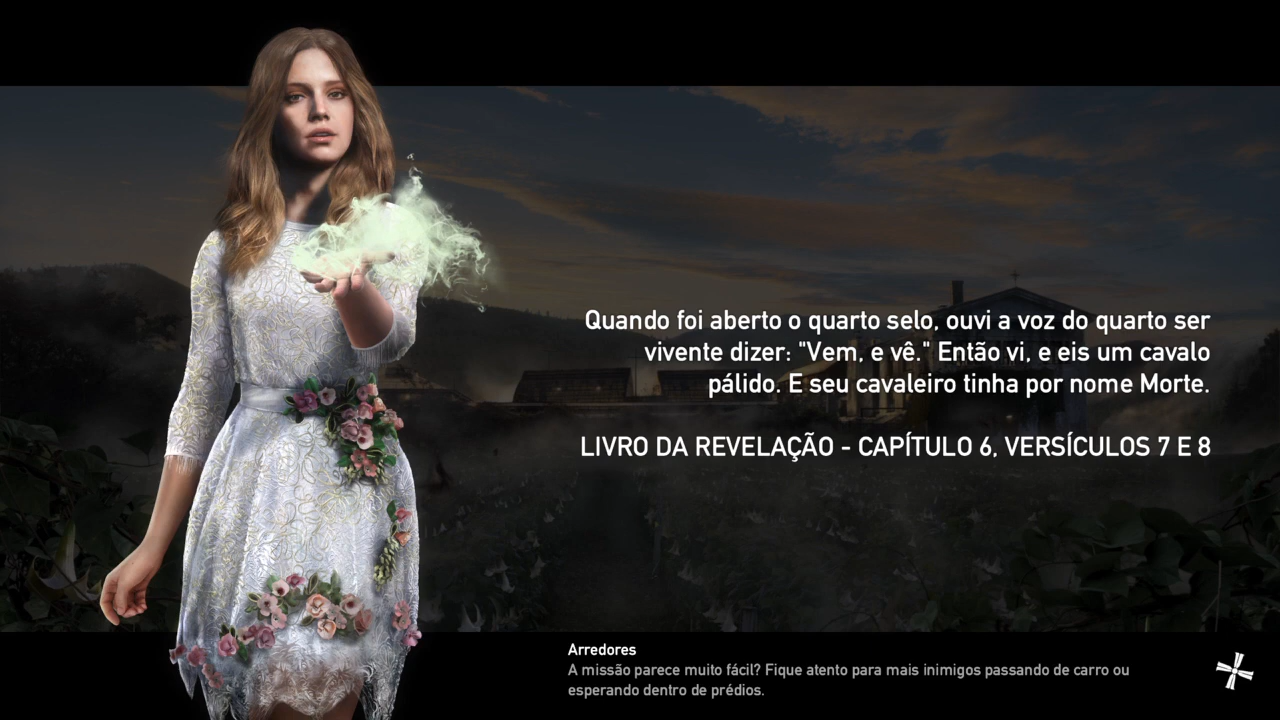 Quando foi aberto o quarto selo, ouvi a voz do quarto ser
vivente dizer: "Vem, e vê." Então vi, e eis um cavalo
pálido. E seu cavaleiro tinha por nome Morte.
LIVRO DA REVELAÇÃO - CAPÍTULO 6, VERSÍCULOS 7 E 8
Arredores
A missão parece muito fácil? Fique atento para mais inimigos passando de carro ou
esperando dentro de prédios.